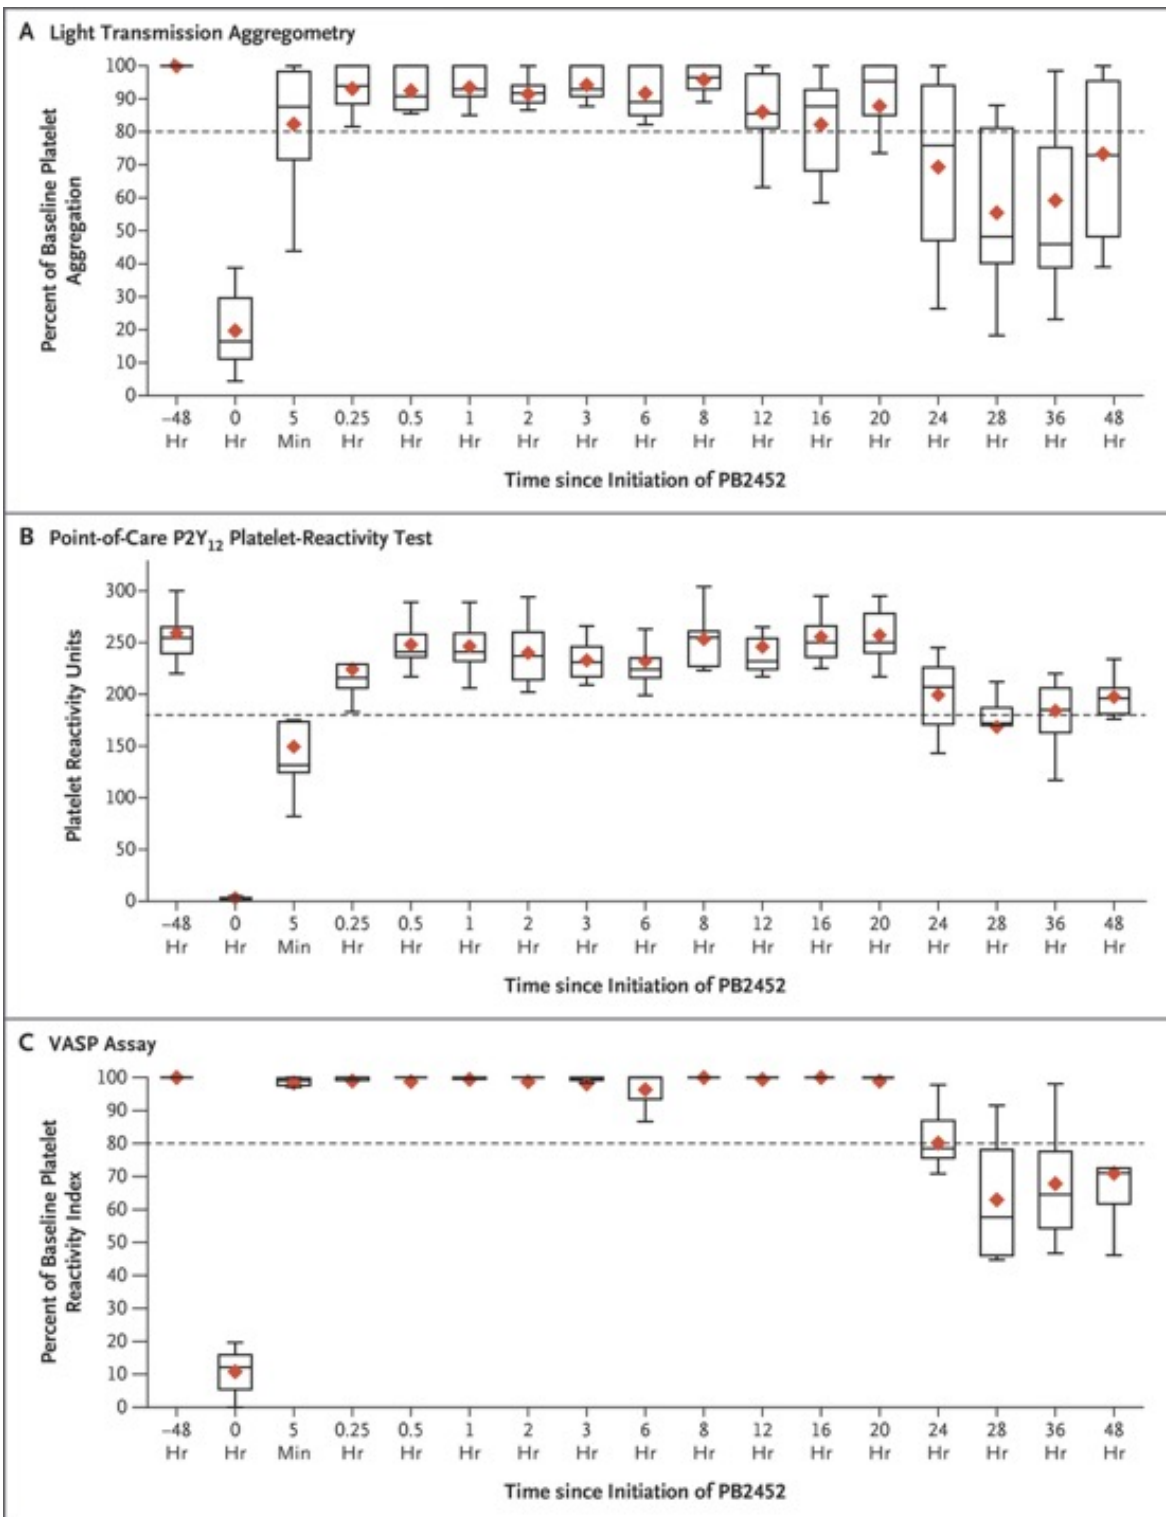 A Light Transmission Aggregometry
Percent of Baseline Platelet
Aggregation
100
90
80
70
60
50
40
30
20
10
0
–48 0 5 0.25 0.5 1 2 3 6 8 12 16 20 24 28 36 48
Hr Hr Min Hr Hr Hr Hr Hr Hr Hr Hr Hr Hr Hr Hr Hr Hr
Time since Initiation of PB2452
B Point-of-Care P2Y₁₂ Platelet-Reactivity Test
Platelet Reactivity Units
300
250
200
150
100
50
0
–48 0 5 0.25 0.5 1 2 3 6 8 12 16 20 24 28 36 48
Hr Hr Min Hr Hr Hr Hr Hr Hr Hr Hr Hr Hr Hr Hr Hr Hr
Time since Initiation of PB2452
C VASP Assay
Percent of Baseline Platelet
Reactivity Index
100
90
80
70
60
50
40
30
20
10
0
–48 0 5 0.25 0.5 1 2 3 6 8 12 16 20 24 28 36 48
Hr Hr Min Hr Hr Hr Hr Hr Hr Hr Hr Hr Hr Hr Hr Hr Hr
Time since Initiation of PB2452